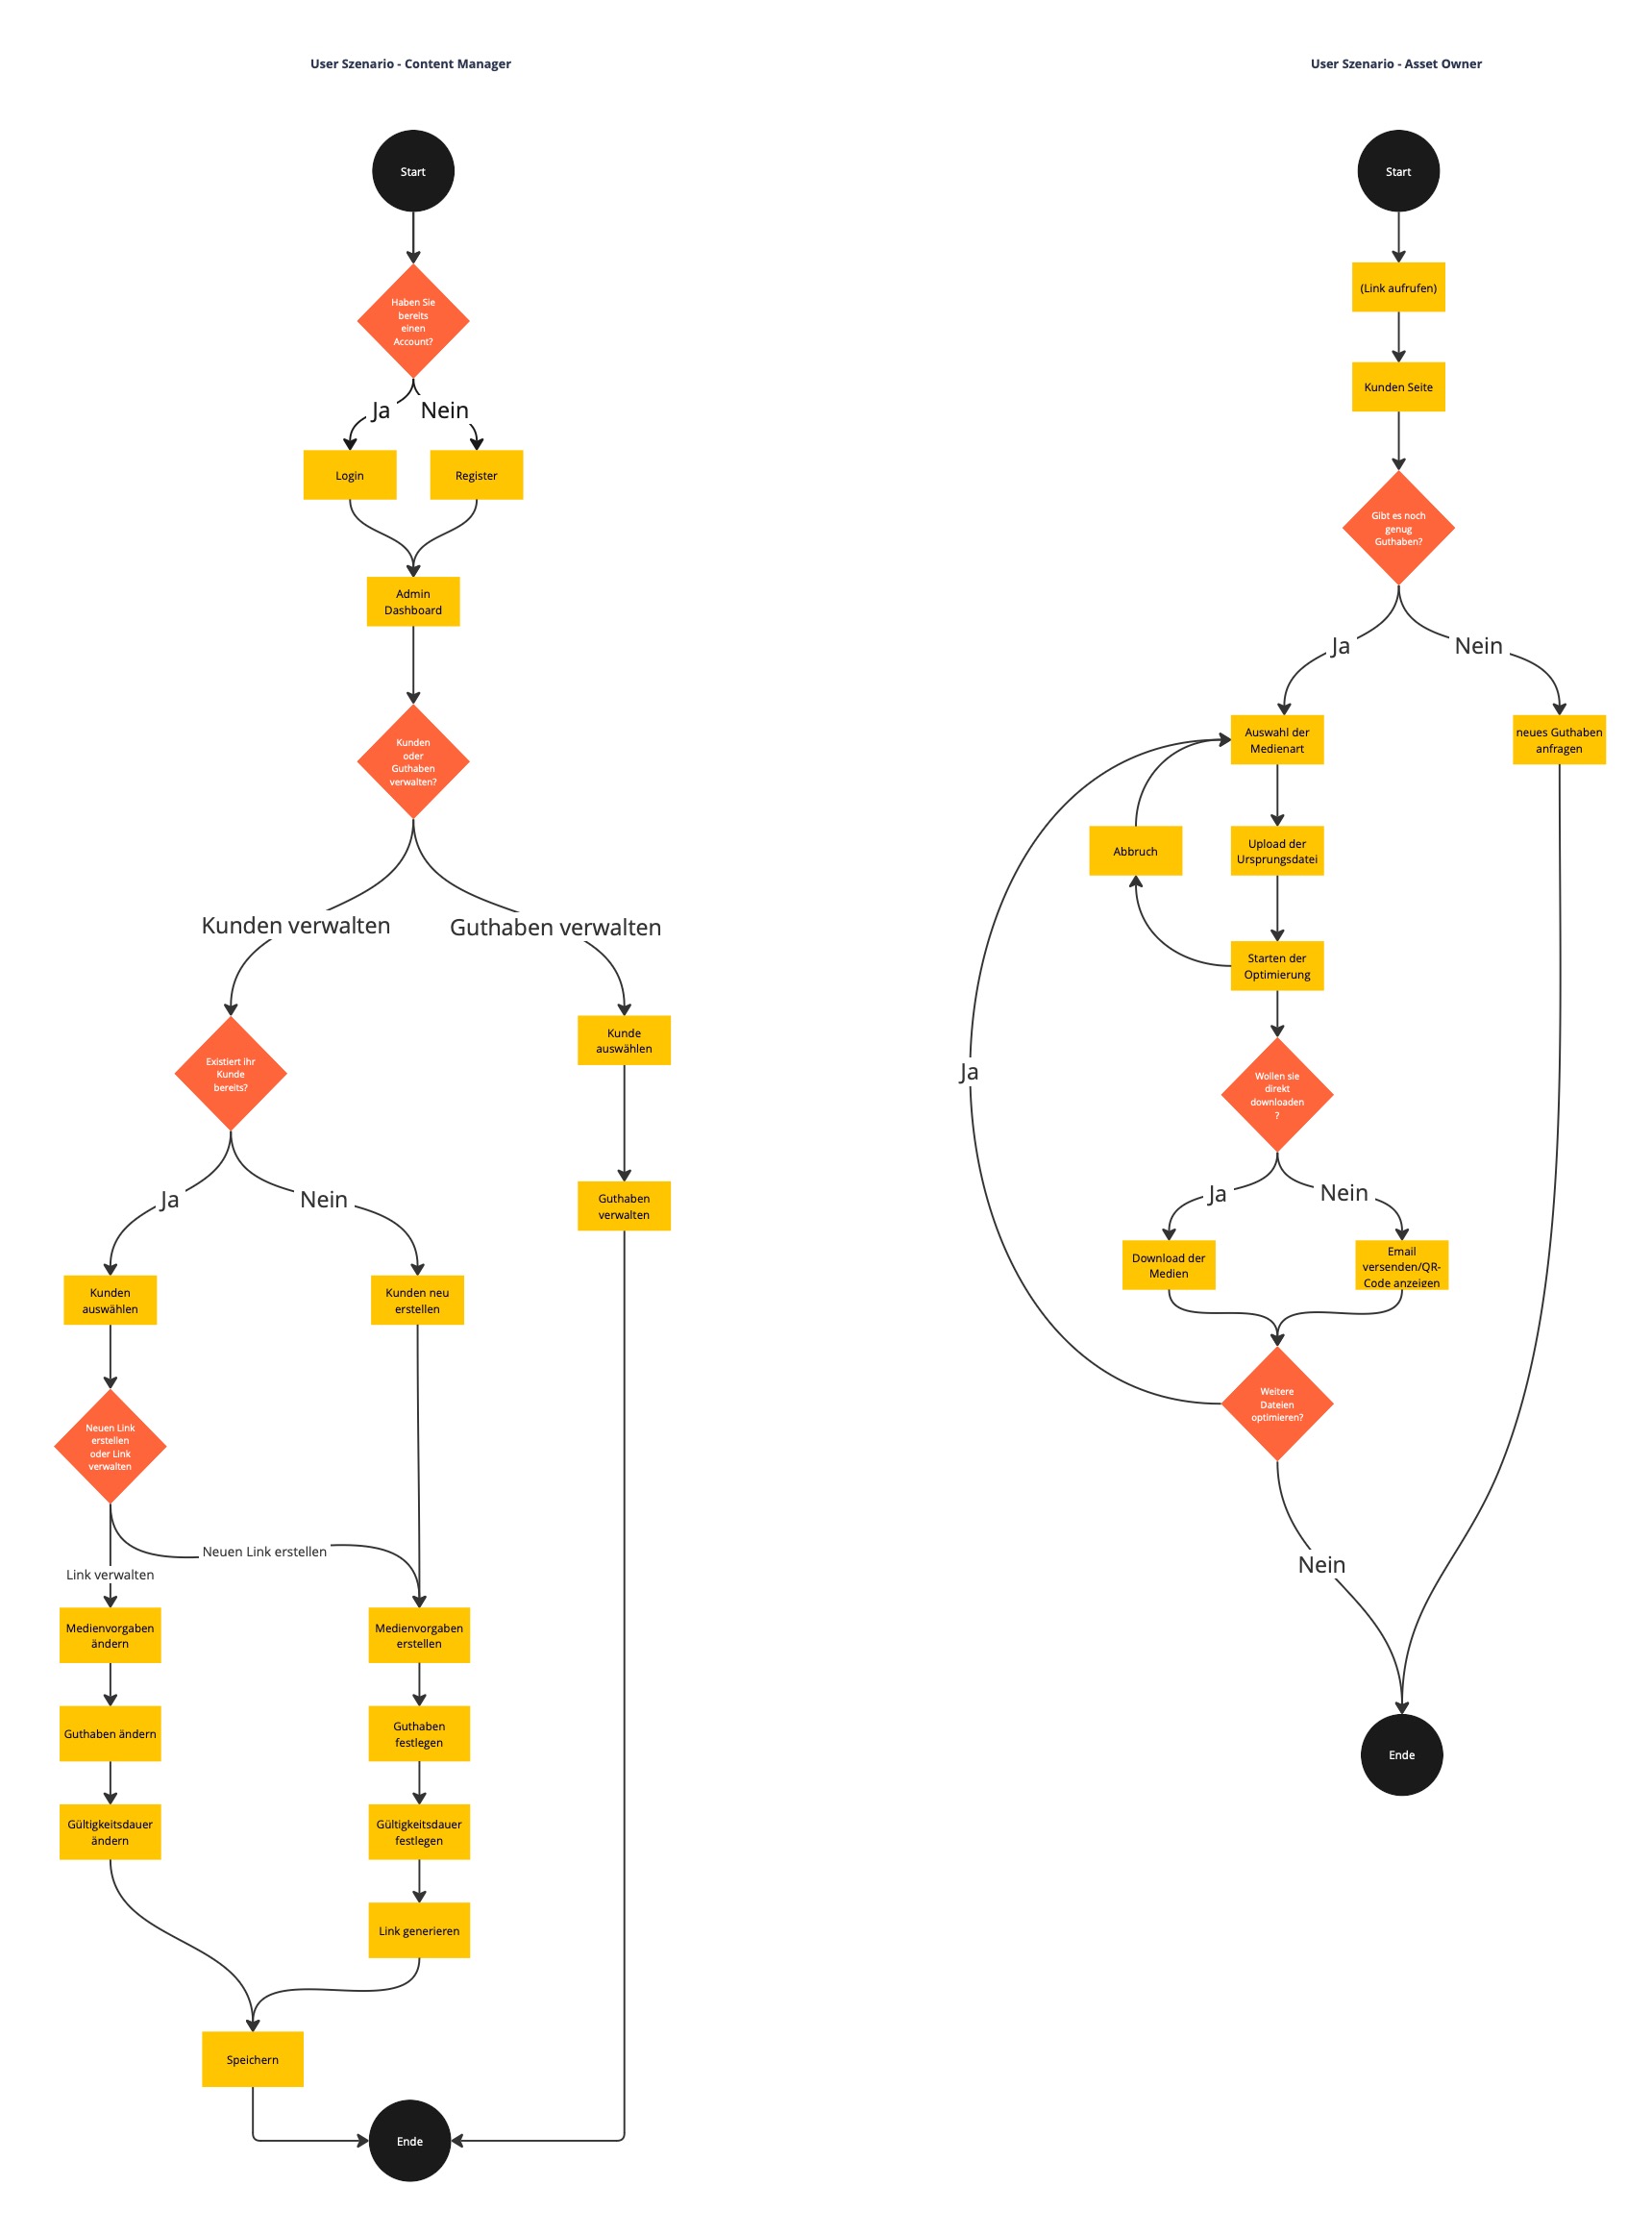 User Szenario - Content Manager
Start
Haben Sie
bereits
einen
Account?
Ja
Nein
Login
Register
Admin
Dashboard
Kunden
oder
Guthaben
verwalten?
Kunden verwalten
Guthaben verwalten
Existiert ihr
Kunde
bereits?
Kunde
auswählen
Guthaben
verwalten
Ja
Nein
Kunden
auswählen
Kunden neu
erstellen
Neuen Link
erstellen
oder Link
verwalten
Neuen Link erstellen
Link verwalten
Medienvorgaben
ändern
Guthaben ändern
Gültigkeitsdauer
ändern
Medienvorgaben
erstellen
Guthaben
festlegen
Gültigkeitsdauer
festlegen
Link generieren
Speichern
Ende
User Szenario - Asset Owner
Start
(Link aufrufen)
Kunden Seite
Gibt es noch
genug
Guthaben?
Ja
Nein
Auswahl der
Medienart
neues Guthaben
anfragen
Abbruch
Upload der
Ursprungsdatei
Starten der
Optimierung
Ja
Wollen sie
direkt
downloaden
?
Ja
Nein
Download der
Medien
Email
versenden/QR-
Code anzeigen
Weitere
Dateien
optimieren?
Nein
Ende